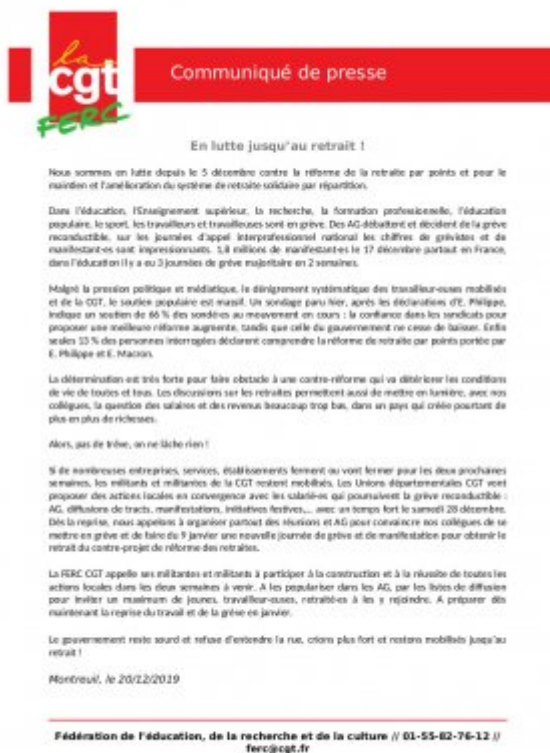 la
cgt
FERC
Communiqué de presse
En lutte jusqu'au retrait !
Nous sommes en lutte depuis le 5 décembre contre la réforme de la retraite par points et pour le
maintien et l'amélioration du système de retraite solidaire par répartition.
Dans l'éducation, l'Enseignement supérieur, la recherche, la formation professionnelle, l'éducation
populaire, le sport, les travailleurs et travailleuses sont en grève. Des AG débattent et décident de la grève
reconductible, sur les journées d'appel interprofessionnel national les chiffres de grévistes et de
manifestant·es sont impressionnants. 1,8 millions de manifestant·es le 17 décembre partout en France,
dans l'éducation il y a eu 3 journées de grève majoritaire en 2 semaines.
Malgré la pression politique et médiatique, le dénigrement systématique des travailleur·euses mobilisés
et de la CGT, le soutien populaire est massif. Un sondage paru hier, après les déclarations d'E. Philippe,
indique un soutien de 66 % des sondé·es au mouvement en cours : la confiance dans les syndicats pour
proposer une meilleure réforme augmente, tandis que celle du gouvernement ne cesse de baisser. Enfin
seules 13 % des personnes interrogées déclarent comprendre la réforme de retraite par points portée par
E. Philippe et E. Macron.
La détermination est très forte pour faire obstacle à une contre-réforme qui va détériorer les conditions
de vie de toutes et tous. Les discussions sur les retraites permettent aussi de mettre en lumière, avec nos
collègues, la question des salaires et des revenus beaucoup trop bas, dans un pays qui créée pourtant de
plus en plus de richesses.
Alors, pas de trêve, on ne lâche rien !
Si de nombreuses entreprises, services, établissements ferment ou vont fermer pour les deux prochaines
semaines, les militants et militantes de la CGT restent mobilisés. Les Unions départementales CGT vont
proposer des actions locales en convergence avec les salarié·es qui poursuivent la grève reconductible :
AG, diffusions de tracts, manifestations, initiatives festives,... avec un temps fort le samedi 28 décembre.
Dès la reprise, nous appelons à organiser partout des réunions et AG pour convaincre nos collègues de se
mettre en grève et de faire du 9 janvier une nouvelle journée de grève et de manifestation pour obtenir le
retrait du contre-projet de réforme des retraites.
La FERC CGT appelle ses militantes et militants à participer à la construction et à la réussite de toutes les
actions locales dans les deux semaines à venir. A les populariser dans les AG, par les listes de diffusion
pour inviter un maximum de jeunes, travailleur·euses, retraité·es à les y rejoindre. A préparer dès
maintenant la reprise du travail et de la grève en janvier.
Le gouvernement reste sourd et refuse d'entendre la rue, crions plus fort et restons mobilisés jusqu'au
retrait !
Montreuil, le 20/12/2019
Fédération de l'éducation, de la recherche et de la culture // 01-55-82-76-12 //
ferc@cgt.fr